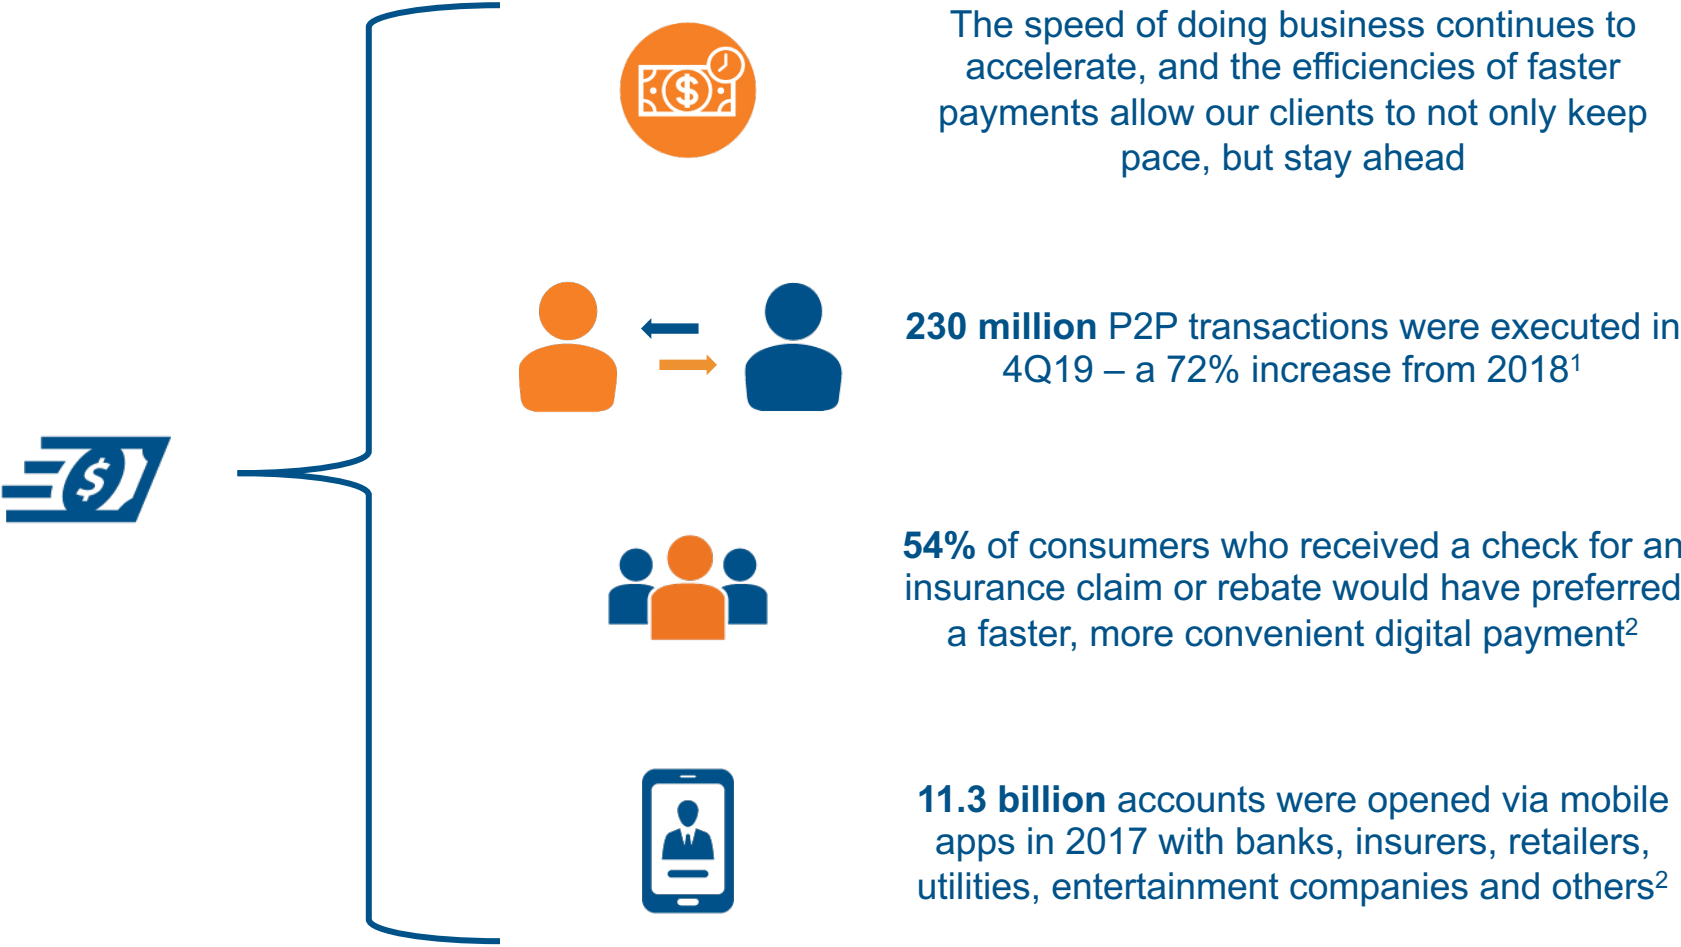 The speed of doing business continues to
accelerate, and the efficiencies of faster
payments allow our clients to not only keep
pace, but stay ahead
$
230 million P2P transactions were executed in
4Q19 – a 72% increase from 2018¹
$
54% of consumers who received a check for an
insurance claim or rebate would have preferred
a faster, more convenient digital payment²
11.3 billion accounts were opened via mobile
apps in 2017 with banks, insurers, retailers,
utilities, entertainment companies and others²